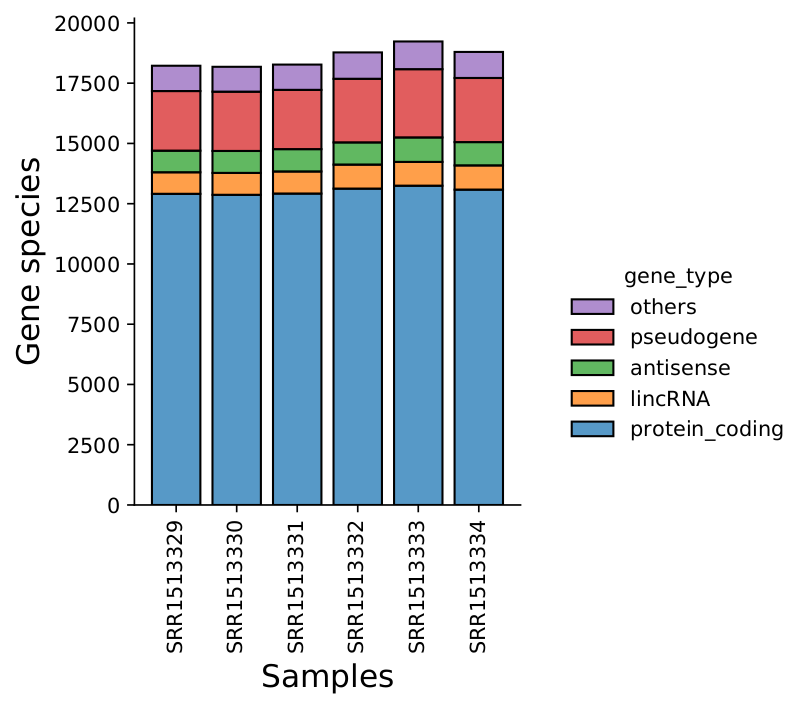 20000
17500
15000
12500
10000
7500
5000
2500
0
Gene species
SRR1513329
SRR1513330
SRR1513331
SRR1513332
SRR1513333
SRR1513334
Samples
gene_type
others
pseudogene
antisense
lincRNA
protein_coding